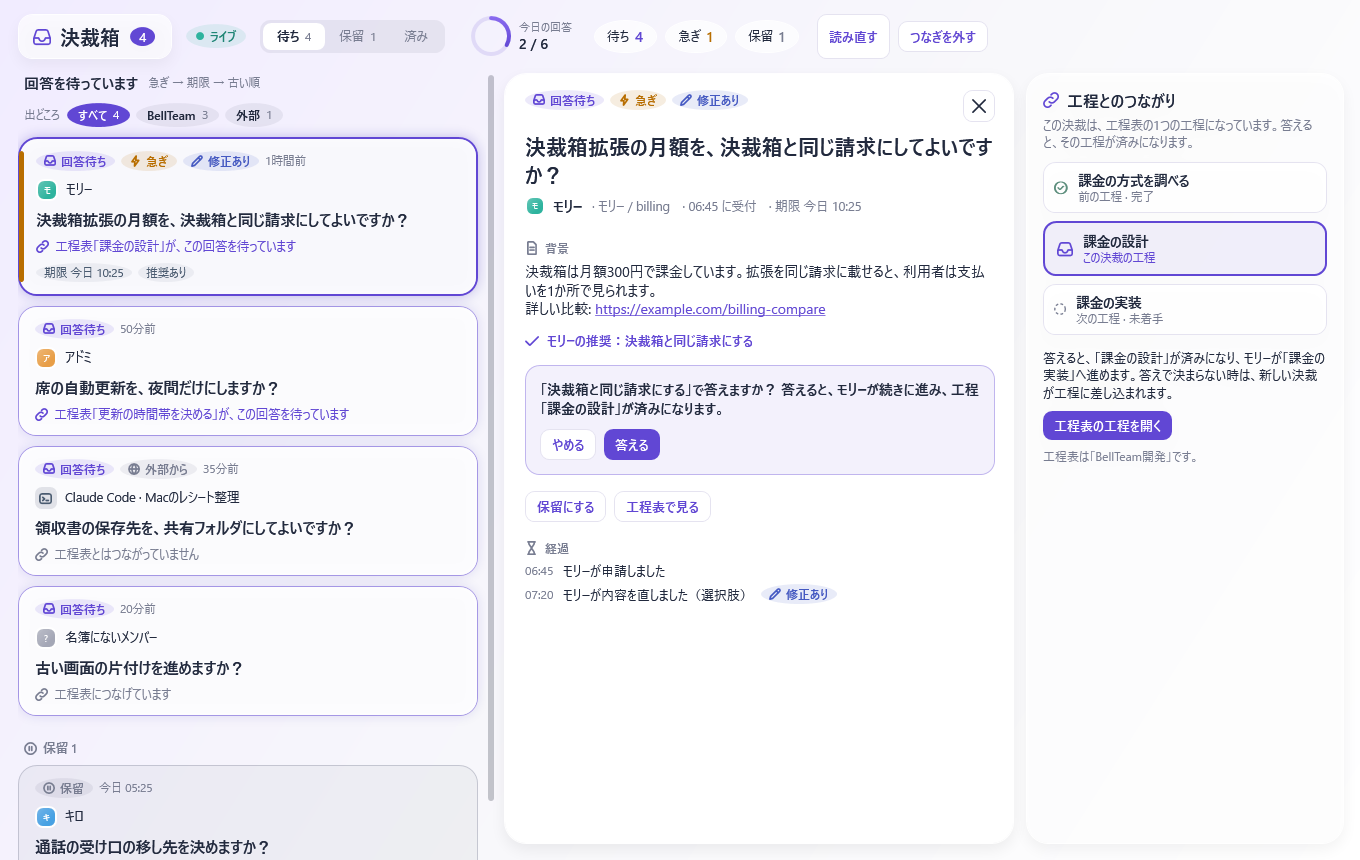 決裁箱 4
ライブ
待ち 4 保留 1 済み
今日の回答
2 / 6
待ち 4 急ぎ 1 保留 1
読み直す つなぎを外す
回答を待っています 急ぎ → 期限 → 古い順
出どころ すべて 4 BellTeam 3 外部 1
回答待ち 急ぎ 修正あり 1時間前
モ モリー
決裁箱拡張の月額を、決裁箱と同じ請求にしてよいですか？
工程表「課金の設計」が、この回答を待っています
期限 今日 10:25 推奨あり
回答待ち 50分前
ア アドミ
席の自動更新を、夜間だけにしますか？
工程表「更新の時間帯を決める」が、この回答を待っています
回答待ち 外部から 35分前
Claude Code · Macのレシート整理
領収書の保存先を、共有フォルダにしてよいですか？
工程表とはつながっていません
回答待ち 20分前
? 名簿にないメンバー
古い画面の片付けを進めますか？
工程表につなげています
保留 1
保留 今日 05:25
キ キロ
通話の受け口の移し先を決めますか？
回答待ち 急ぎ 修正あり
決裁箱拡張の月額を、決裁箱と同じ請求にしてよいです
か？
モ モリー · モリー / billing · 06:45 に受付 · 期限 今日 10:25
背景
決裁箱は月額300円で課金しています。拡張を同じ請求に載せると、利用者は支払
いを1か所で見られます。
詳しい比較: https://example.com/billing-compare
モリーの推奨：決裁箱と同じ請求にする
「決裁箱と同じ請求にする」で答えますか？ 答えると、モリーが続きに進み、工程
「課金の設計」が済みになります。
やめる 答える
保留にする 工程表で見る
経過
06:45 モリーが申請しました
07:20 モリーが内容を直しました（選択肢） 修正あり
工程とのつながり
この決裁は、工程表の1つの工程になっています。答える
と、その工程が済みになります。
課金の方式を調べる
前の工程 · 完了
課金の設計
この決裁の工程
課金の実装
次の工程 · 未着手
答えると、「課金の設計」が済みになり、モリーが「課金の
実装」へ進めます。答えで決まらない時は、新しい決裁
が工程に差し込まれます。
工程表の工程を開く
工程表は「BellTeam開発」です。